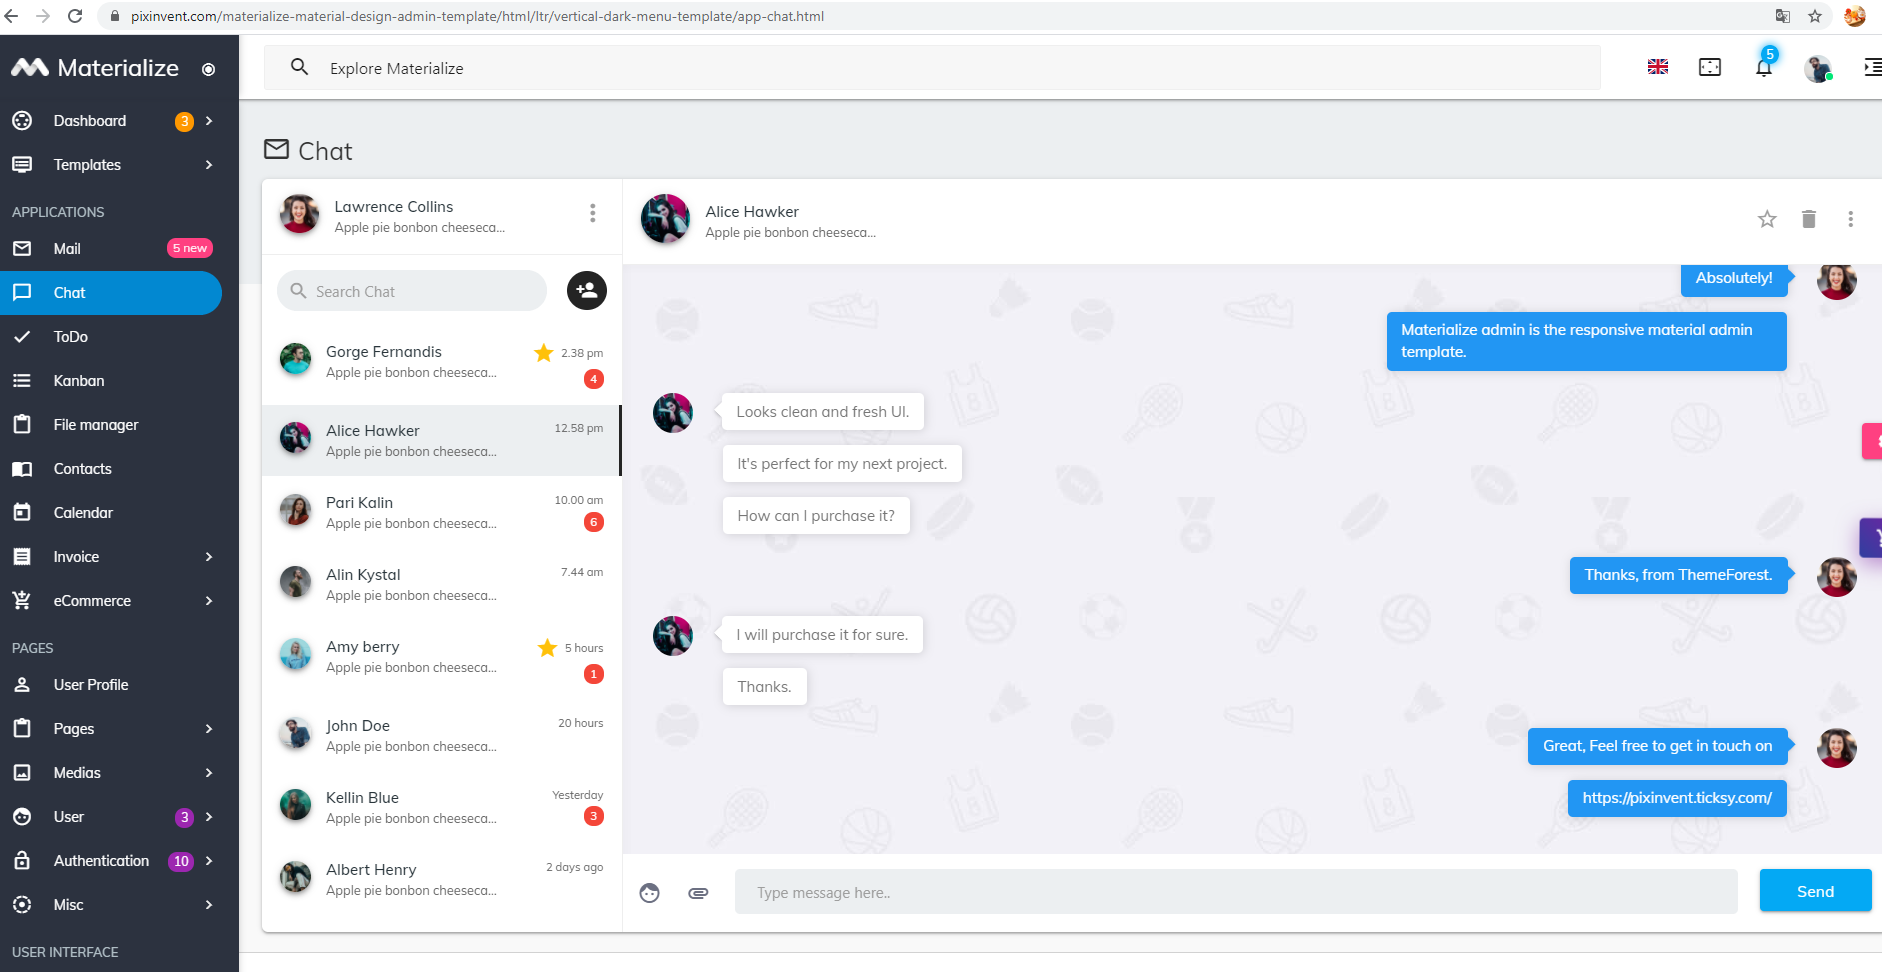 pixinvent.com/materialize-material-design-admin-template/html/ltr/vertical-dark-menu-template/app-chat.html
Materialize
Explore Materialize
5
Dashboard 3
Templates
APPLICATIONS
Mail 5 new
Chat
ToDo
Kanban
File manager
Contacts
Calendar
Invoice
eCommerce
PAGES
User Profile
Pages
Medias
User 3
Authentication 10
Misc
USER INTERFACE
Chat
Lawrence Collins
Apple pie bonbon cheeseca...
Search Chat
Gorge Fernandis 2.38 pm
Apple pie bonbon cheeseca... 4
Alice Hawker 12.58 pm
Apple pie bonbon cheeseca...
Pari Kalin 10.00 am
Apple pie bonbon cheeseca... 6
Alin Kystal 7.44 am
Apple pie bonbon cheeseca...
Amy berry 5 hours
Apple pie bonbon cheeseca... 1
John Doe 20 hours
Apple pie bonbon cheeseca...
Kellin Blue Yesterday
Apple pie bonbon cheeseca... 3
Albert Henry 2 days ago
Apple pie bonbon cheeseca...
Alice Hawker
Apple pie bonbon cheeseca...
Absolutely!
Materialize admin is the responsive material admin
template.
Looks clean and fresh UI.
It's perfect for my next project.
How can I purchase it?
Thanks, from ThemeForest.
I will purchase it for sure.
Thanks.
Great, Feel free to get in touch on
https://pixinvent.ticksy.com/
Type message here..
Send